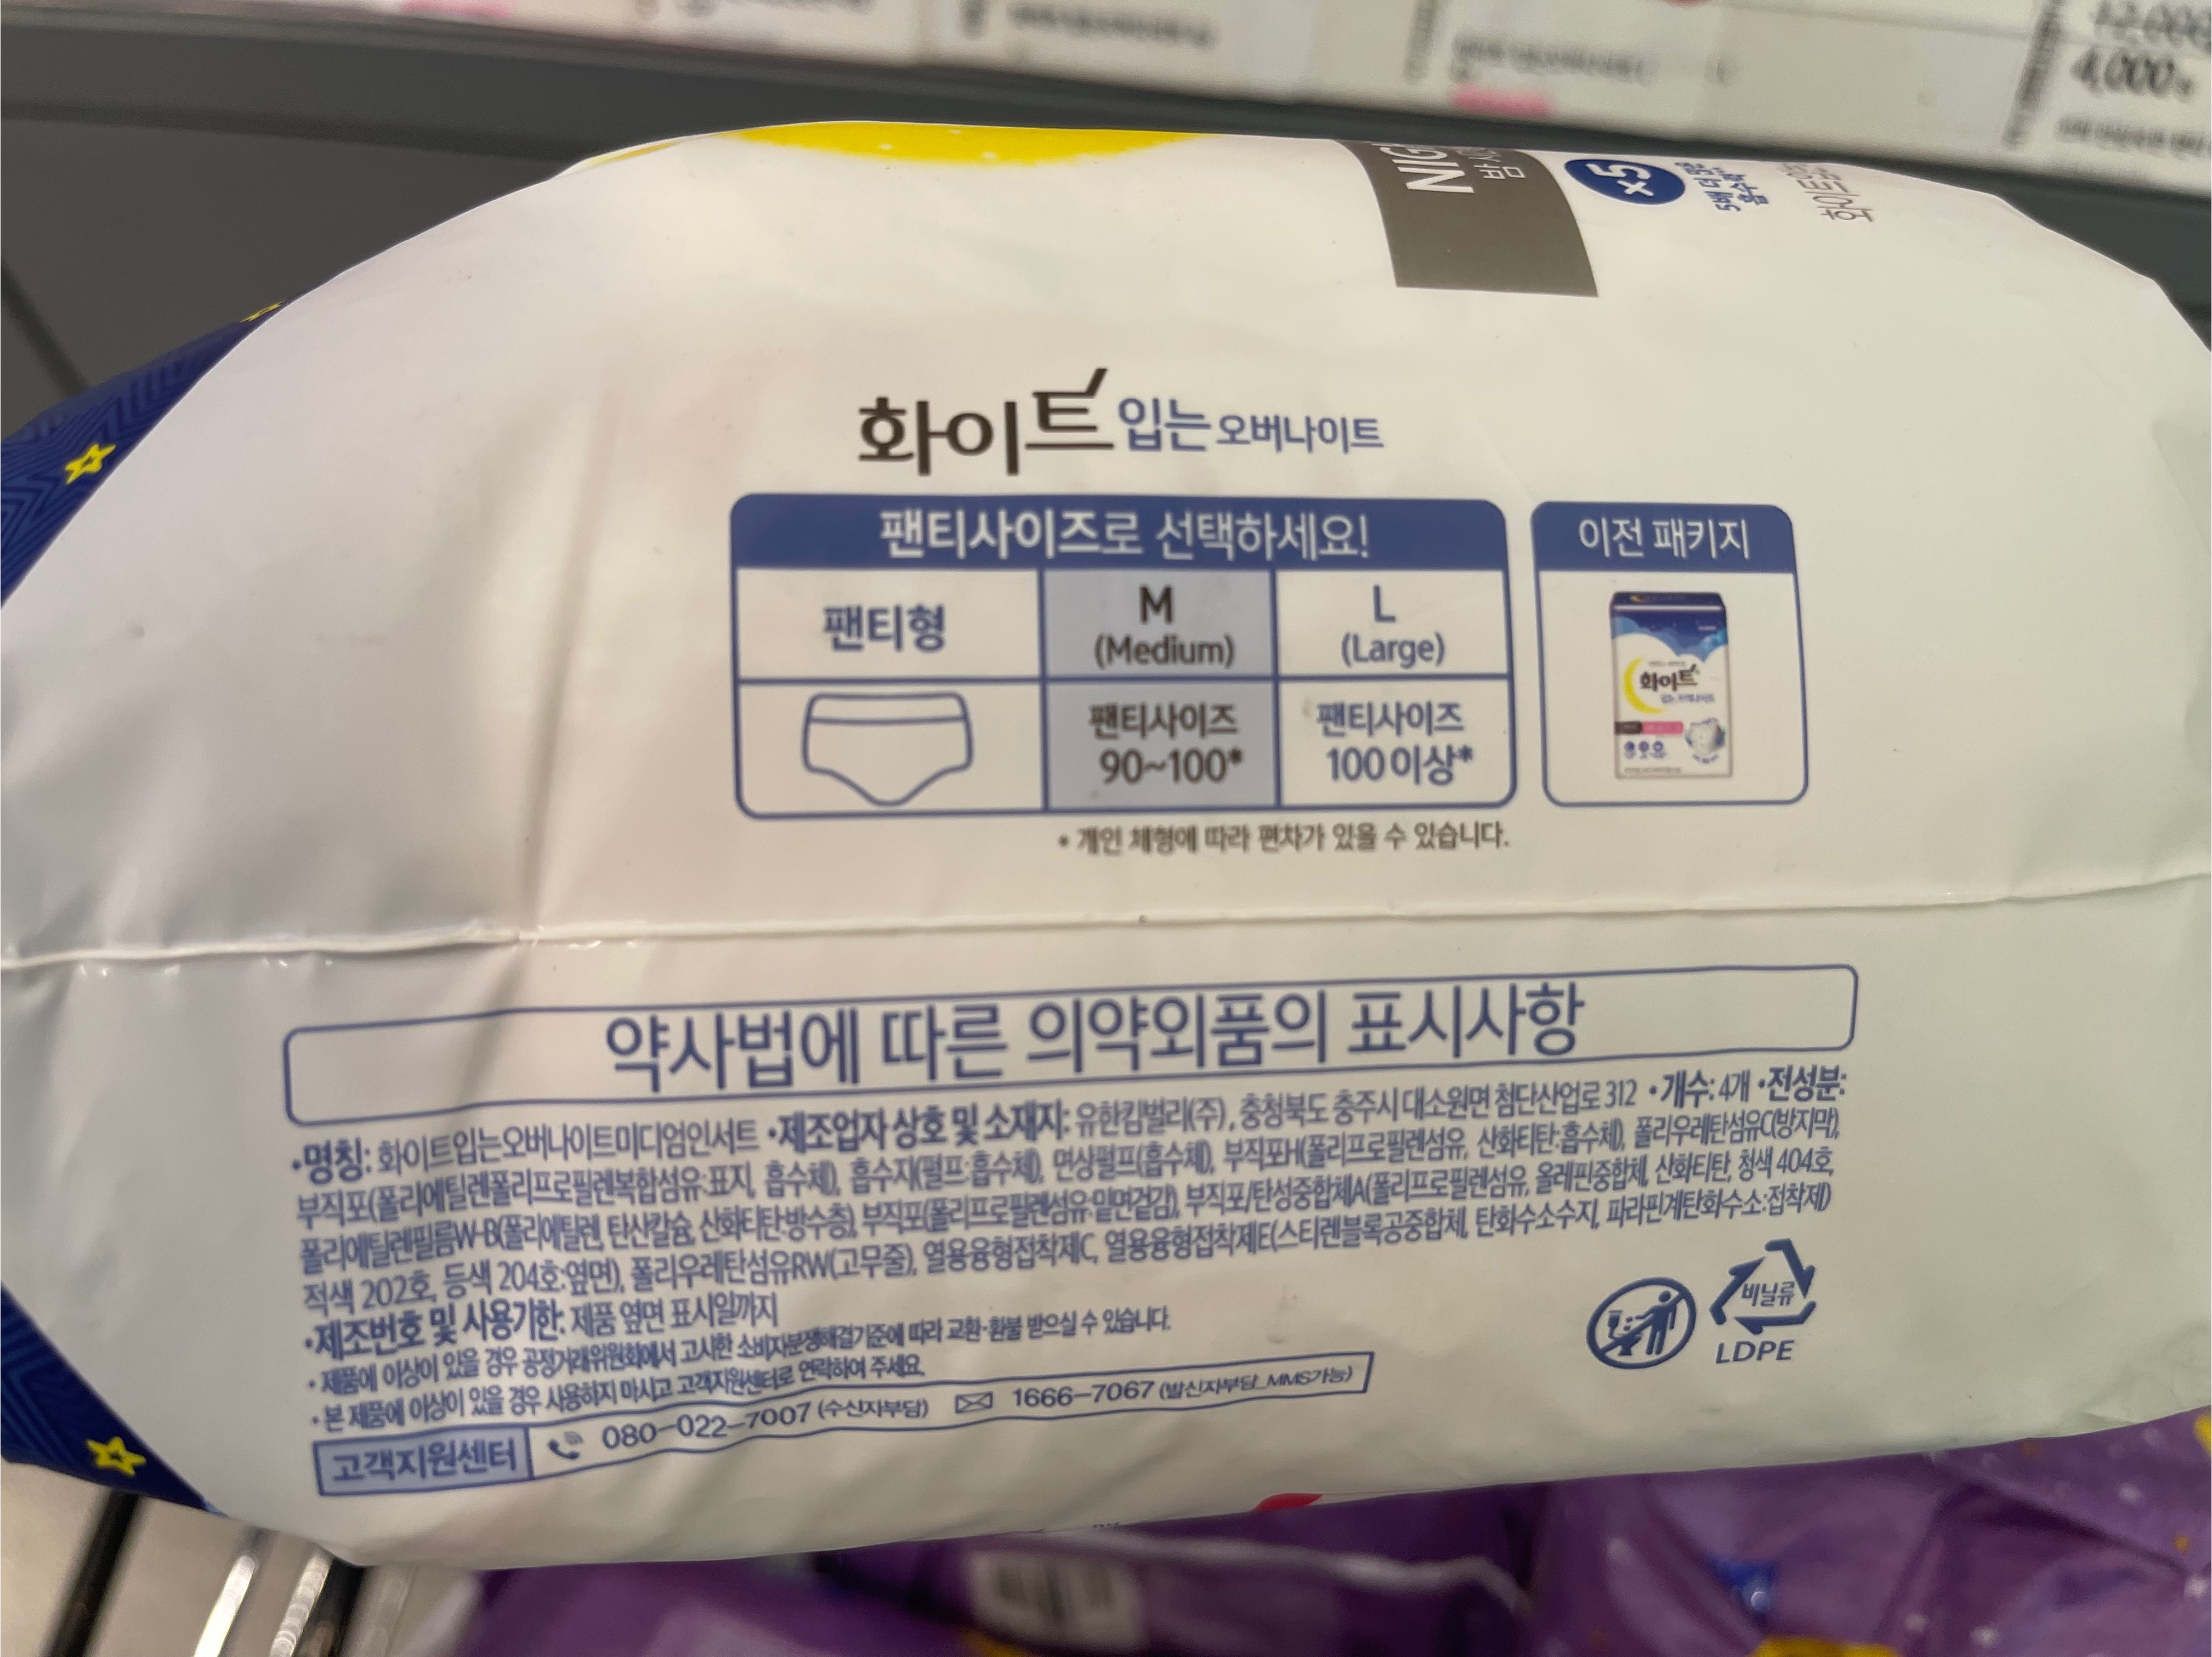 12,000
4,000
NIG
×5
5배 더
화이트
화이트 입는 오버나이트
팬티사이즈로 선택하세요!
이전 패키지
팬티형
M
(Medium)
L
(Large)
팬티사이즈
90~100*
팬티사이즈
100이상*
화이트
* 개인 체형에 따라 편차가 있을 수 있습니다.
약사법에 따른 의약외품의 표시사항
•명칭: 화이트입는오버나이트미디엄인서트 •제조업자 상호 및 소재지: 유한킴벌리(주), 충청북도 충주시 대소원면 첨단산업로 312 •개수: 4개 •전성분:
부직포(폴리에틸렌폴리프로필렌복합섬유:표지, 흡수체), 흡수지(펄프:흡수체), 면상펄프(흡수체), 부직포H(폴리프로필렌섬유, 산화티탄:흡수체), 폴리우레탄섬유C(방지막),
폴리에틸렌필름W-B(폴리에틸렌, 탄산칼슘, 산화티탄:방수층), 부직포(폴리프로필렌섬유:밑면겉감), 부직포/탄성중합체A(폴리프로필렌섬유, 올레핀중합체, 산화티탄, 청색 404호,
적색 202호, 등색 204호:옆면), 폴리우레탄섬유RW(고무줄), 열용융형접착제C, 열용융형접착제E(스티렌블록공중합체, 탄화수소수지, 파라핀계탄화수소:접착제)
•제조번호 및 사용기한: 제품 옆면 표시일까지
• 제품에 이상이 있을 경우 공정거래위원회에서 고시한 소비자분쟁해결기준에 따라 교환·환불 받으실 수 있습니다.
• 본 제품에 이상이 있을 경우 사용하지 마시고 고객지원센터로 연락하여 주세요.
고객지원센터 080-022-7007 (수신자부담) 1666-7067 (발신자부담_MMS가능)
비닐류
LDPE